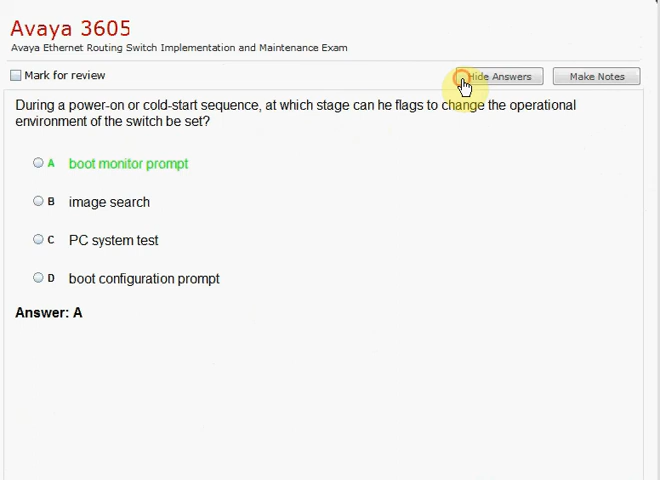 Avaya 3605
Avaya Ethernet Routing Switch Implementation and Maintenance Exam
Mark for review
Hide Answers
Make Notes
During a power-on or cold-start sequence, at which stage can he flags to change the operational
environment of the switch be set?
A boot monitor prompt
B image search
C PC system test
D boot configuration prompt
Answer: A